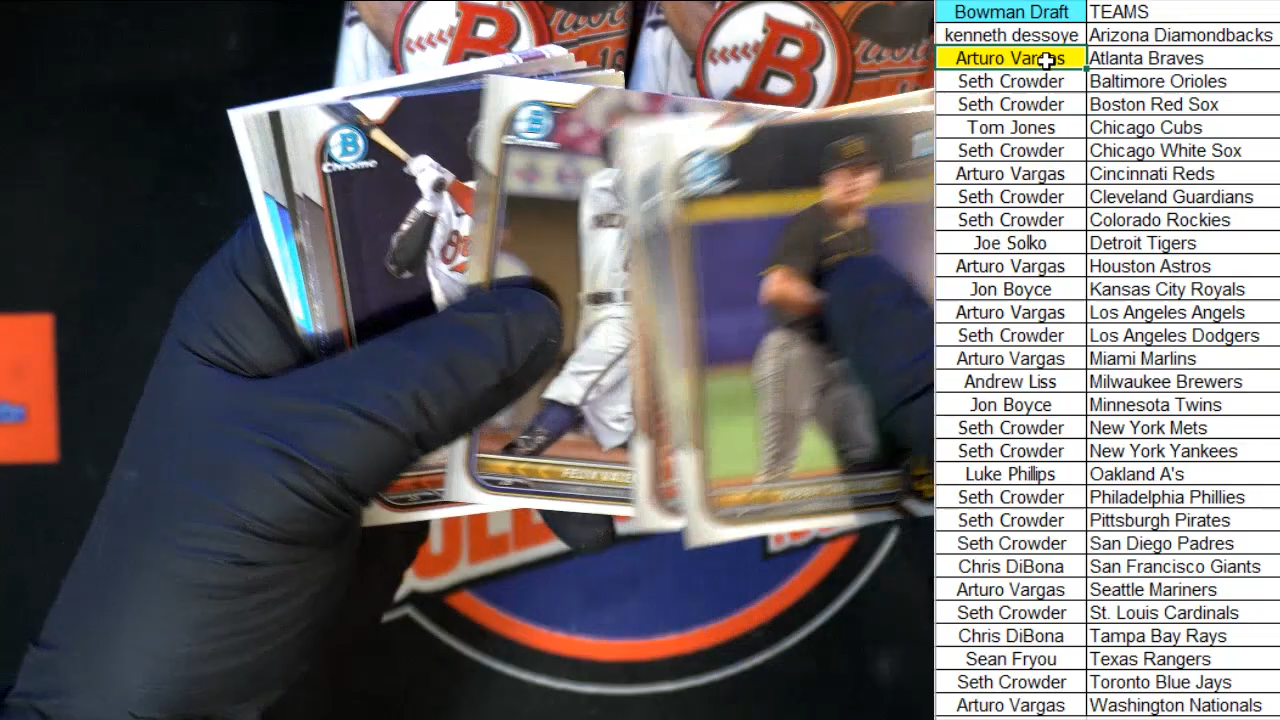 Bowman Draft TEAMS
kenneth dessoye Arizona Diamondbacks
Arturo Vargas Atlanta Braves
Seth Crowder Baltimore Orioles
Seth Crowder Boston Red Sox
Tom Jones Chicago Cubs
Seth Crowder Chicago White Sox
Arturo Vargas Cincinnati Reds
Seth Crowder Cleveland Guardians
Seth Crowder Colorado Rockies
Joe Solko Detroit Tigers
Arturo Vargas Houston Astros
Jon Boyce Kansas City Royals
Arturo Vargas Los Angeles Angels
Seth Crowder Los Angeles Dodgers
Arturo Vargas Miami Marlins
Andrew Liss Milwaukee Brewers
Jon Boyce Minnesota Twins
Seth Crowder New York Mets
Seth Crowder New York Yankees
Luke Phillips Oakland A's
Seth Crowder Philadelphia Phillies
Seth Crowder Pittsburgh Pirates
Seth Crowder San Diego Padres
Chris DiBona San Francisco Giants
Arturo Vargas Seattle Mariners
Seth Crowder St. Louis Cardinals
Chris DiBona Tampa Bay Rays
Sean Fryou Texas Rangers
Seth Crowder Toronto Blue Jays
Arturo Vargas Washington Nationals
B B
B
Chrome
B